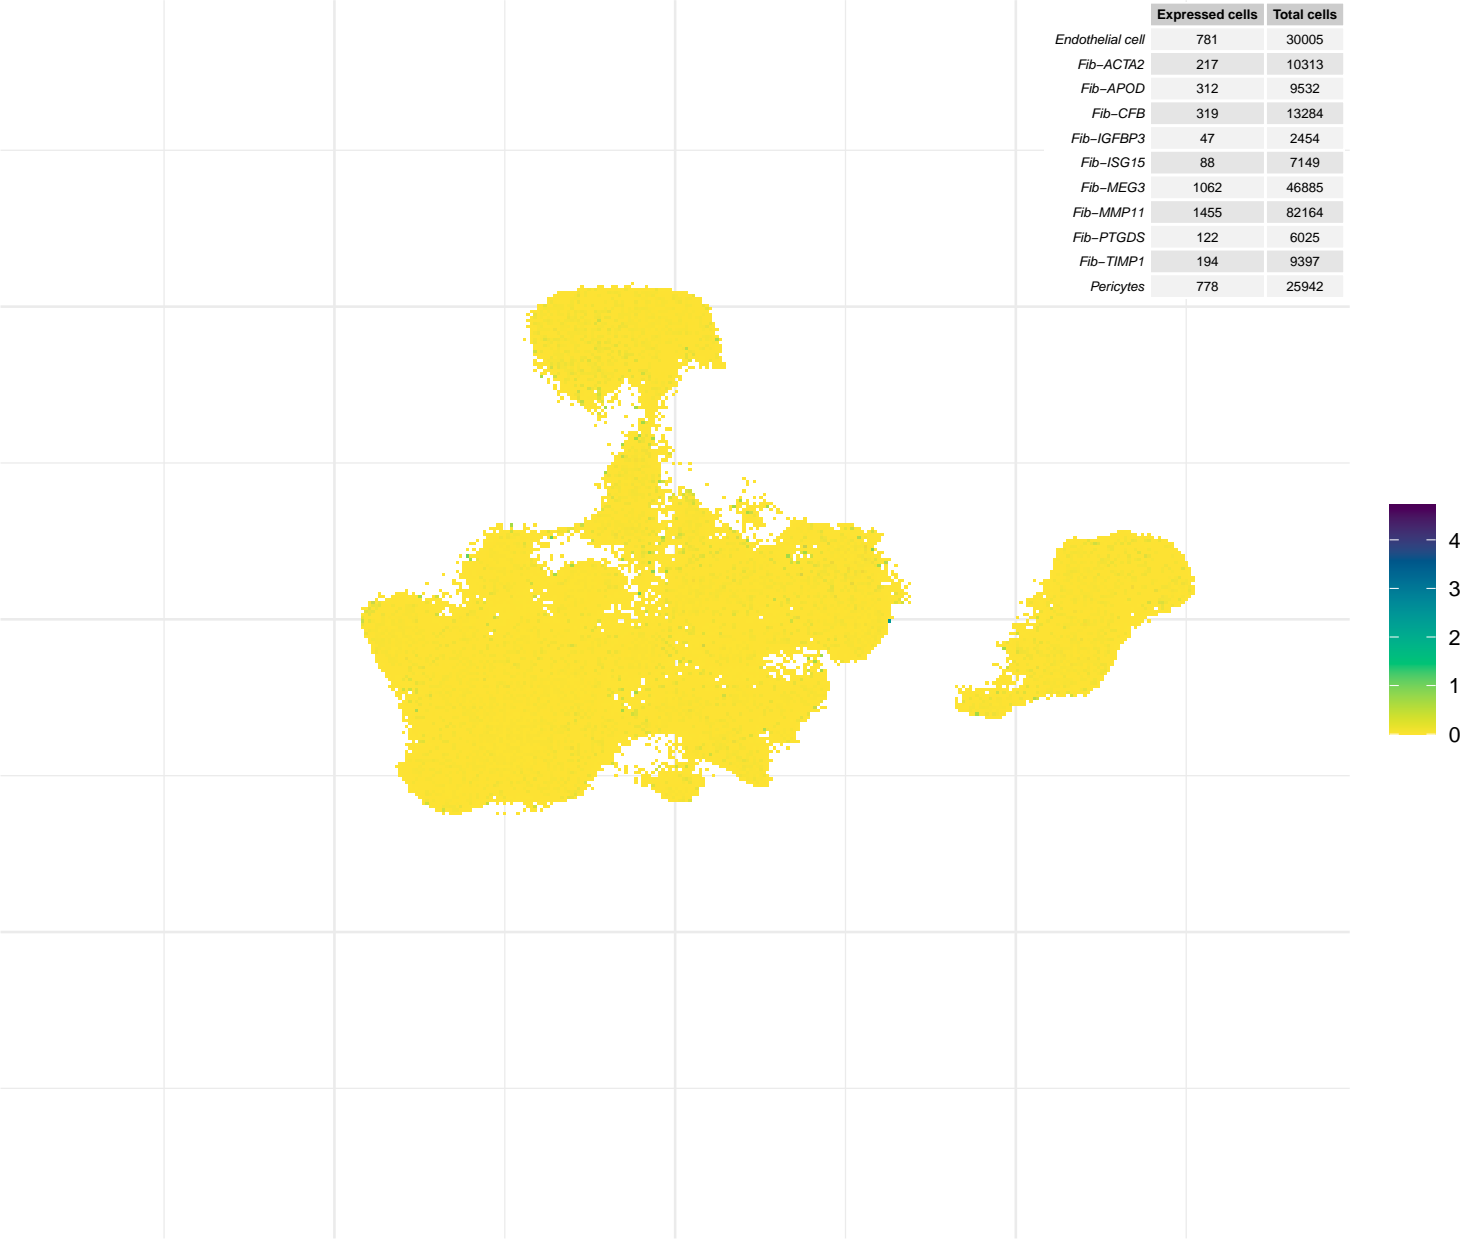 Expressed cells Total cells
Endothelial cell 781 30005
Fib−ACTA2 217 10313
Fib−APOD 312 9532
Fib−CFB 319 13284
Fib−IGFBP3 47 2454
Fib−ISG15 88 7149
Fib−MEG3 1062 46885
Fib−MMP11 1455 82164
Fib−PTGDS 122 6025
Fib−TIMP1 194 9397
Pericytes 778 25942
4
3
2
1
0